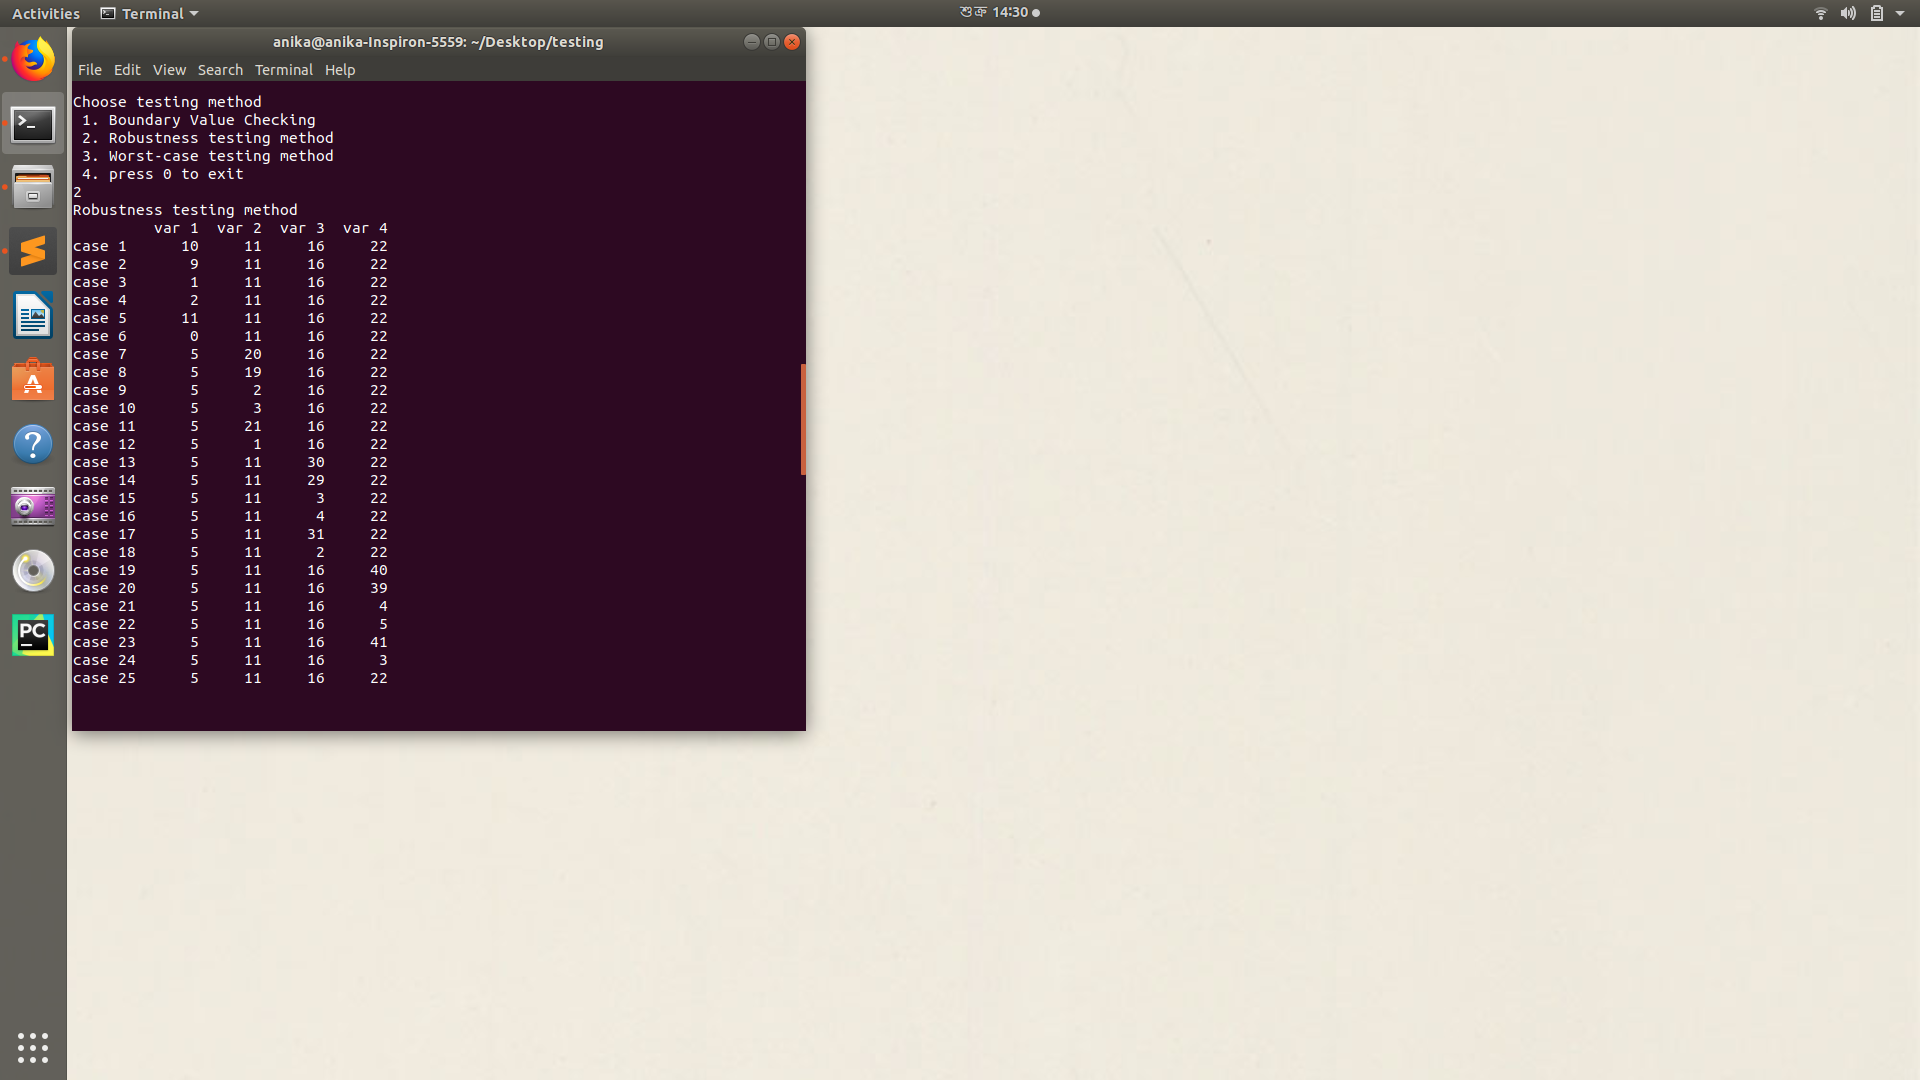 Activities Terminal শুক্র 14:30
anika@anika-Inspiron-5559: ~/Desktop/testing
File Edit View Search Terminal Help
Choose testing method
 1. Boundary Value Checking
 2. Robustness testing method
 3. Worst-case testing method
 4. press 0 to exit
2
Robustness testing method
         var 1  var 2  var 3  var 4
case 1      10     11     16     22
case 2       9     11     16     22
case 3       1     11     16     22
case 4       2     11     16     22
case 5      11     11     16     22
case 6       0     11     16     22
case 7       5     20     16     22
case 8       5     19     16     22
case 9       5      2     16     22
case 10      5      3     16     22
case 11      5     21     16     22
case 12      5      1     16     22
case 13      5     11     30     22
case 14      5     11     29     22
case 15      5     11      3     22
case 16      5     11      4     22
case 17      5     11     31     22
case 18      5     11      2     22
case 19      5     11     16     40
case 20      5     11     16     39
case 21      5     11     16      4
case 22      5     11     16      5
case 23      5     11     16     41
case 24      5     11     16      3
case 25      5     11     16     22
PC